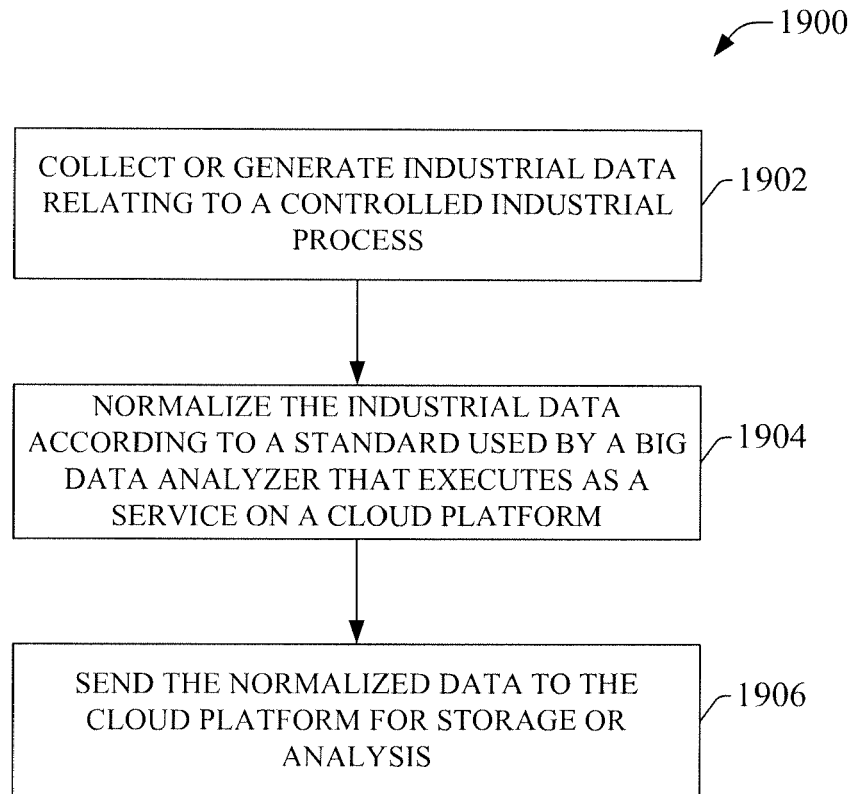 1900
COLLECT OR GENERATE INDUSTRIAL DATA
RELATING TO A CONTROLLED INDUSTRIAL
PROCESS
1902
NORMALIZE THE INDUSTRIAL DATA
ACCORDING TO A STANDARD USED BY A BIG
DATA ANALYZER THAT EXECUTES AS A
SERVICE ON A CLOUD PLATFORM
1904
SEND THE NORMALIZED DATA TO THE
CLOUD PLATFORM FOR STORAGE OR
ANALYSIS
1906